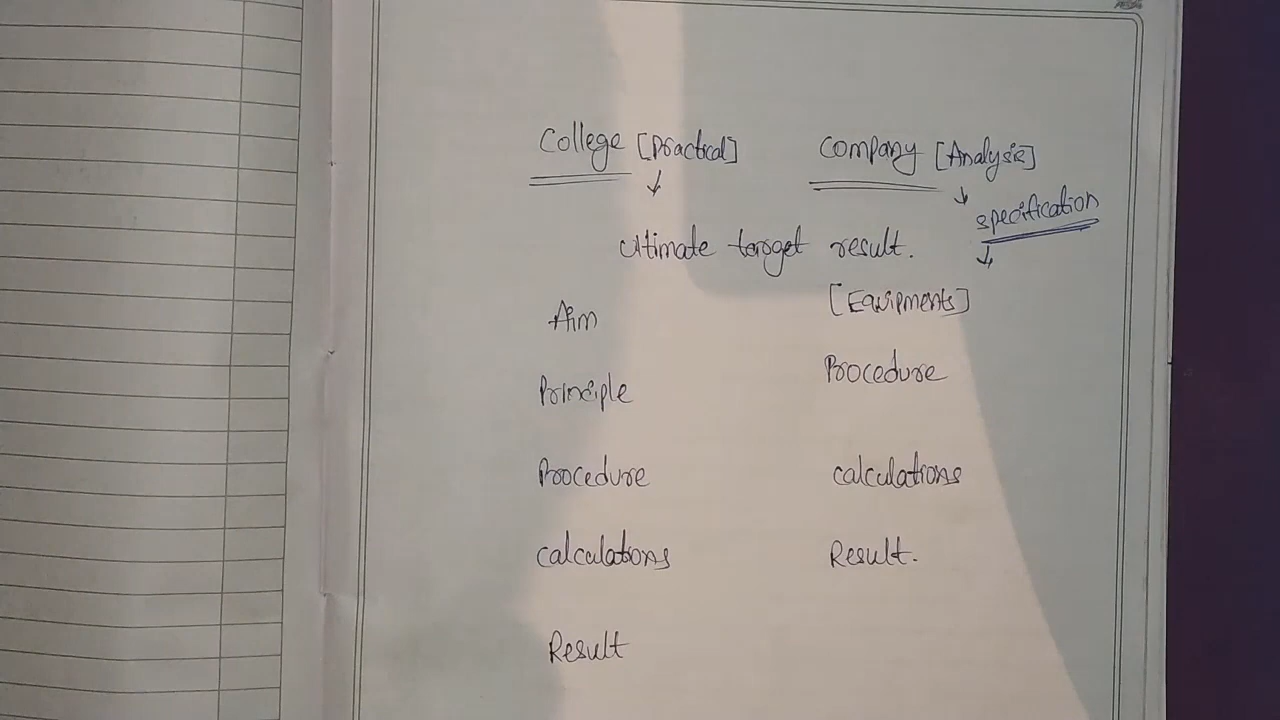 College [Practical]
Company [Analysis]
specification
Ultimate target result.
[Equipments]
Aim
Procedure
Principle
Procedure
calculations
calculations
Result.
Result